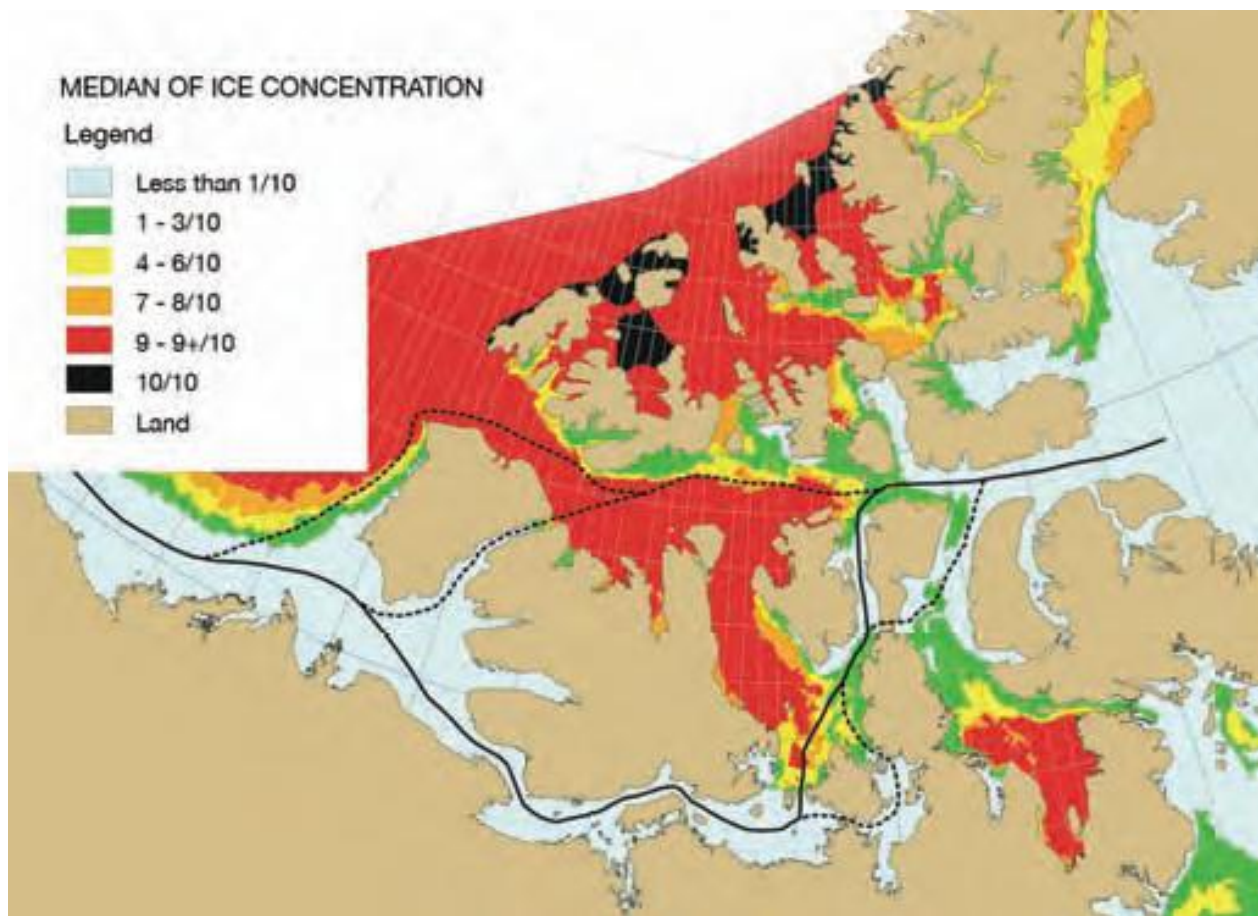 MEDIAN OF ICE CONCENTRATION
Legend
Less than 1/10
1 - 3/10
4 - 6/10
7 - 8/10
9 - 9+/10
10/10
Land